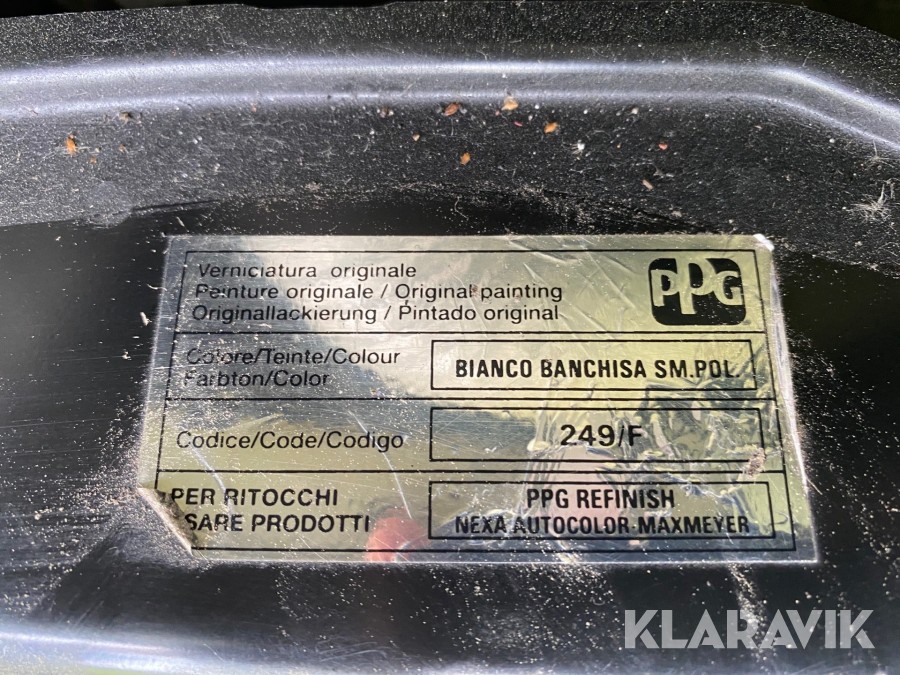 Verniciatura originale
Peinture originale / Original painting
Originallackierung / Pintado original
PPG
Colore/Teinte/Colour
Farbton/Color
BIANCO BANCHISA SM.POL.
Codice/Code/Codigo
249/F
PER RITOCCHI
SARE PRODOTTI
PPG REFINISH
NEXA AUTOCOLOR-MAXMEYER
KLARAVIK